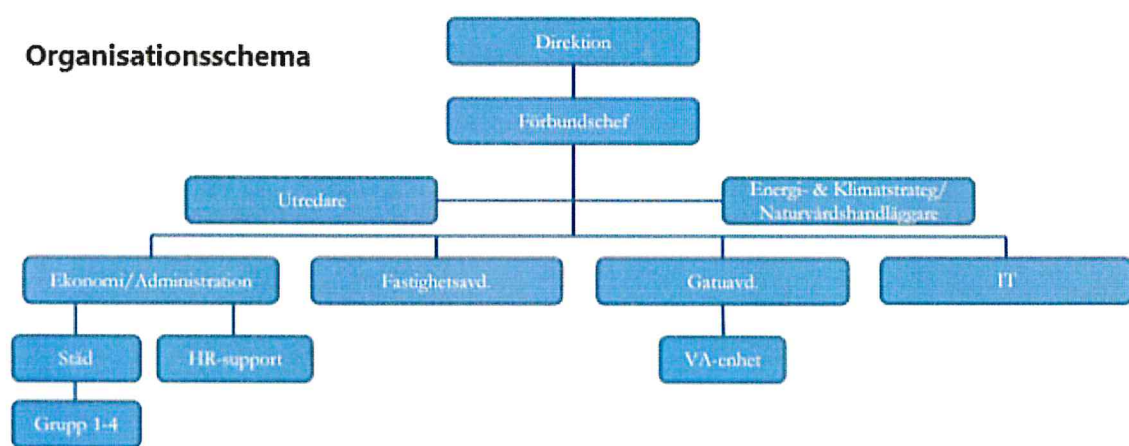 Organisationsschema
Direktion
Förbundschef
Utredare
Energi- & Klimatstrateg/
Naturvårdshandläggare
Ekonomi/Administration
Fastighetsavd.
Gatuavd.
IT
Städ
HR-support
VA-enhet
Grupp 1-4